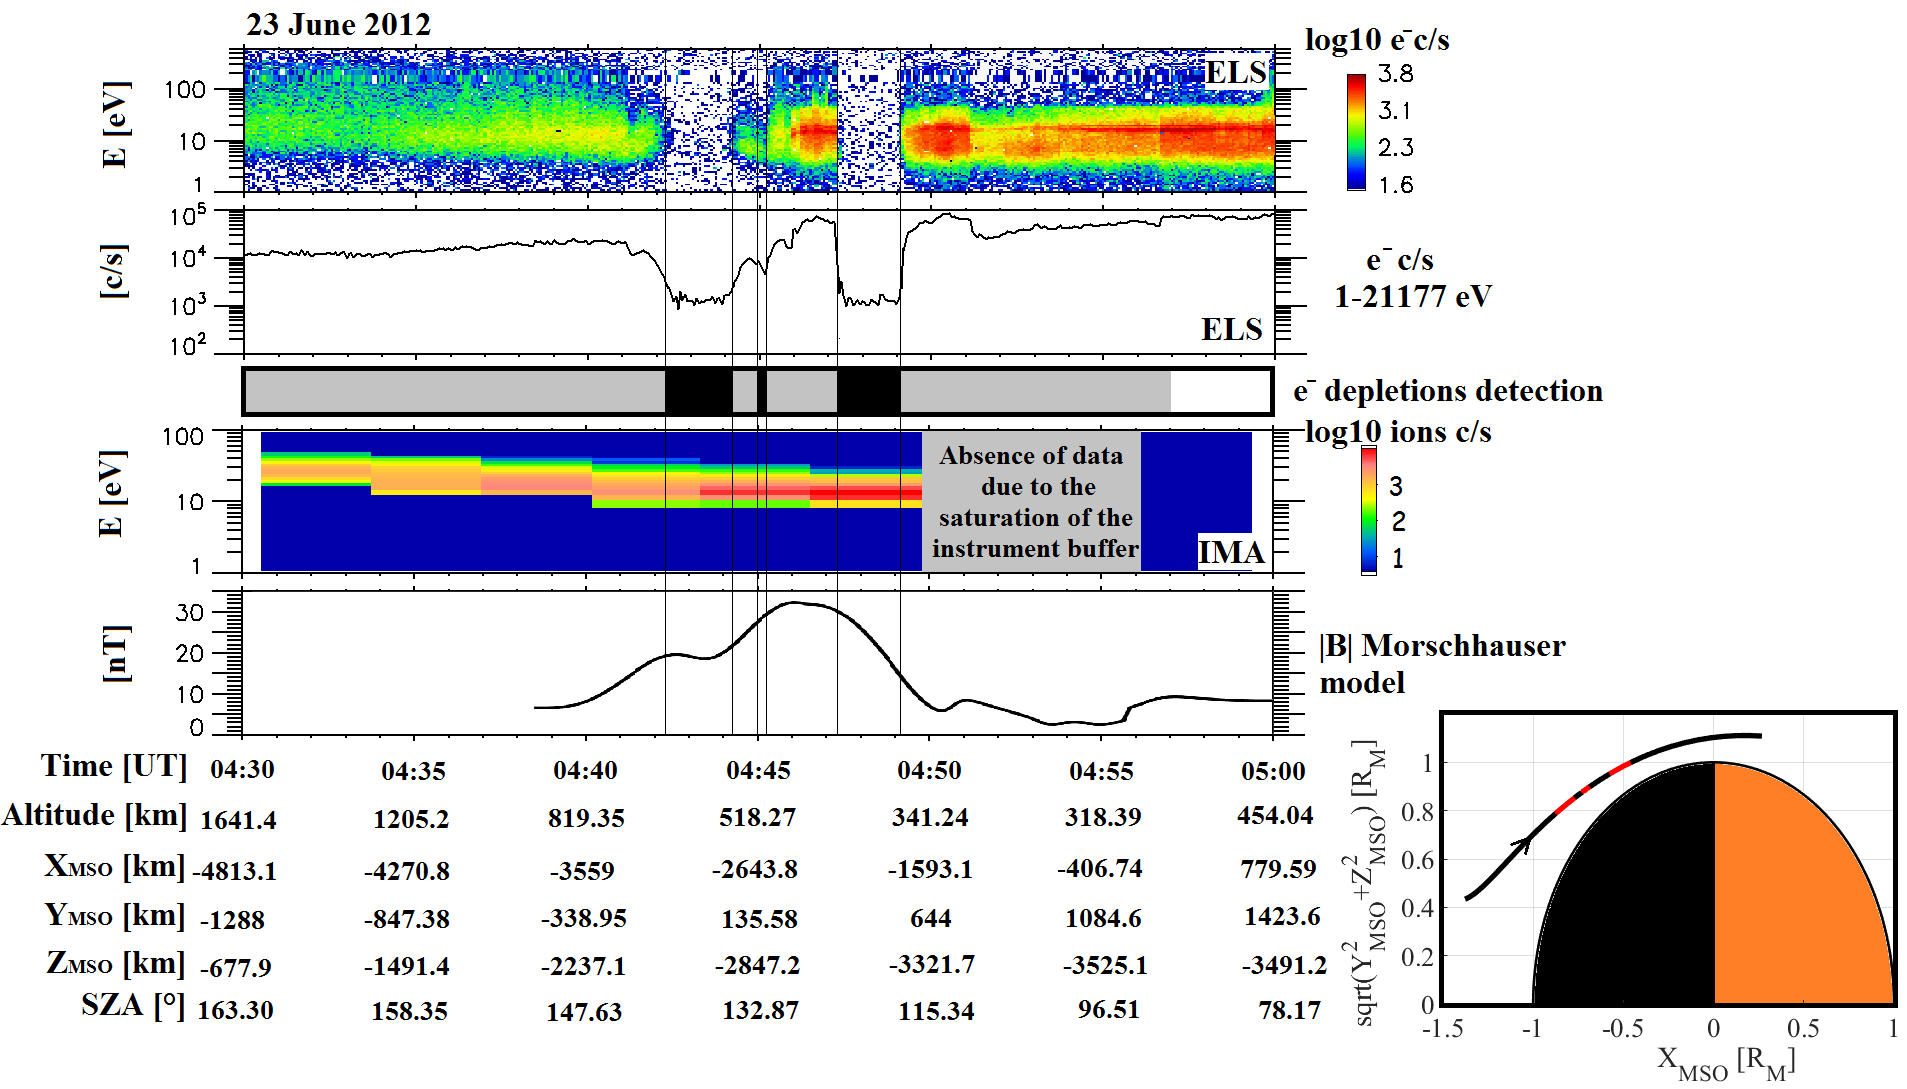 23 June 2012
log10 e⁻c/s
E [eV]
100
10
1
ELS
3.8
3.1
2.3
1.6
[c/s]
10⁵
10⁴
10³
10²
ELS
e⁻ c/s
1-21177 eV
e⁻ depletions detection
log10 ions c/s
E [eV]
100
10
1
Absence of data
due to the
saturation of the
instrument buffer
IMA
3
2
1
[nT]
30
20
10
0
|B| Morschhauser
model
Time [UT] 04:30 04:35 04:40 04:45 04:50 04:55 05:00
Altitude [km] 1641.4 1205.2 819.35 518.27 341.24 318.39 454.04
XMSO [km] -4813.1 -4270.8 -3559 -2643.8 -1593.1 -406.74 779.59
YMSO [km] -1288 -847.38 -338.95 135.58 644 1084.6 1423.6
ZMSO [km] -677.9 -1491.4 -2237.1 -2847.2 -3321.7 -3525.1 -3491.2
SZA [°] 163.30 158.35 147.63 132.87 115.34 96.51 78.17
sqrt(Y²MSO+Z²MSO) [RM]
1
0.8
0.6
0.4
0.2
0
-1.5 -1 -0.5 0 0.5 1
XMSO [RM]